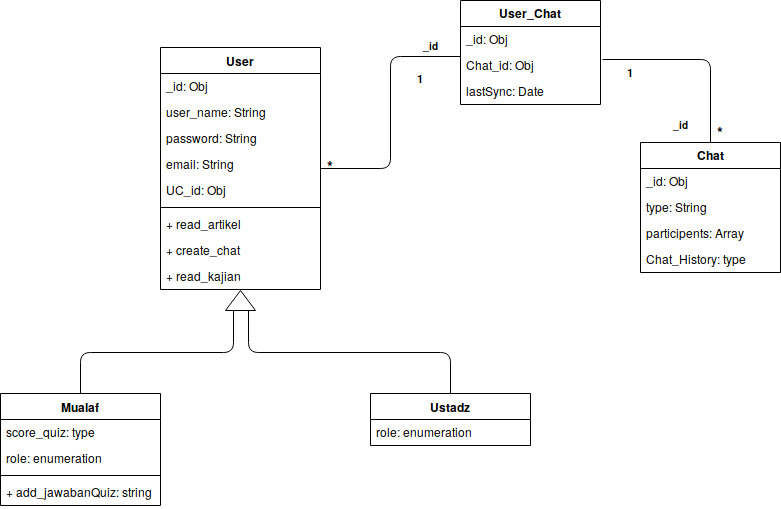 User_Chat
_id: Obj
Chat_id: Obj
lastSync: Date
_id
1
User
_id: Obj
user_name: String
password: String
email: String
UC_id: Obj
+ read_artikel
+ create_chat
+ read_kajian
*
1
_id
*
Chat
_id: Obj
type: String
participents: Array
Chat_History: type
Mualaf
score_quiz: type
role: enumeration
+ add_jawabanQuiz: string
Ustadz
role: enumeration